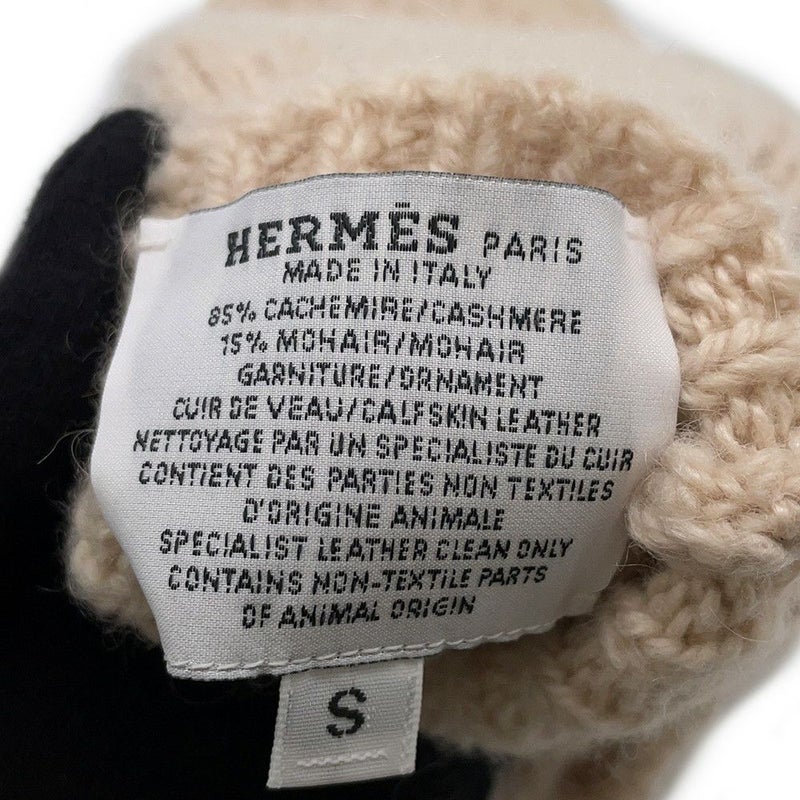 HERMĒS PARIS
MADE IN ITALY
85% CACHEMIRE/CASHMERE
15% MOHAIR/MOHAIR
GARNITURE/ORNAMENT
CUIR DE VEAU/CALFSKIN LEATHER
NETTOYAGE PAR UN SPECIALISTE DU CUIR
CONTIENT DES PARTIES NON TEXTILES
D'ORIGINE ANIMALE
SPECIALIST LEATHER CLEAN ONLY
CONTAINS NON-TEXTILE PARTS
OF ANIMAL ORIGIN
S